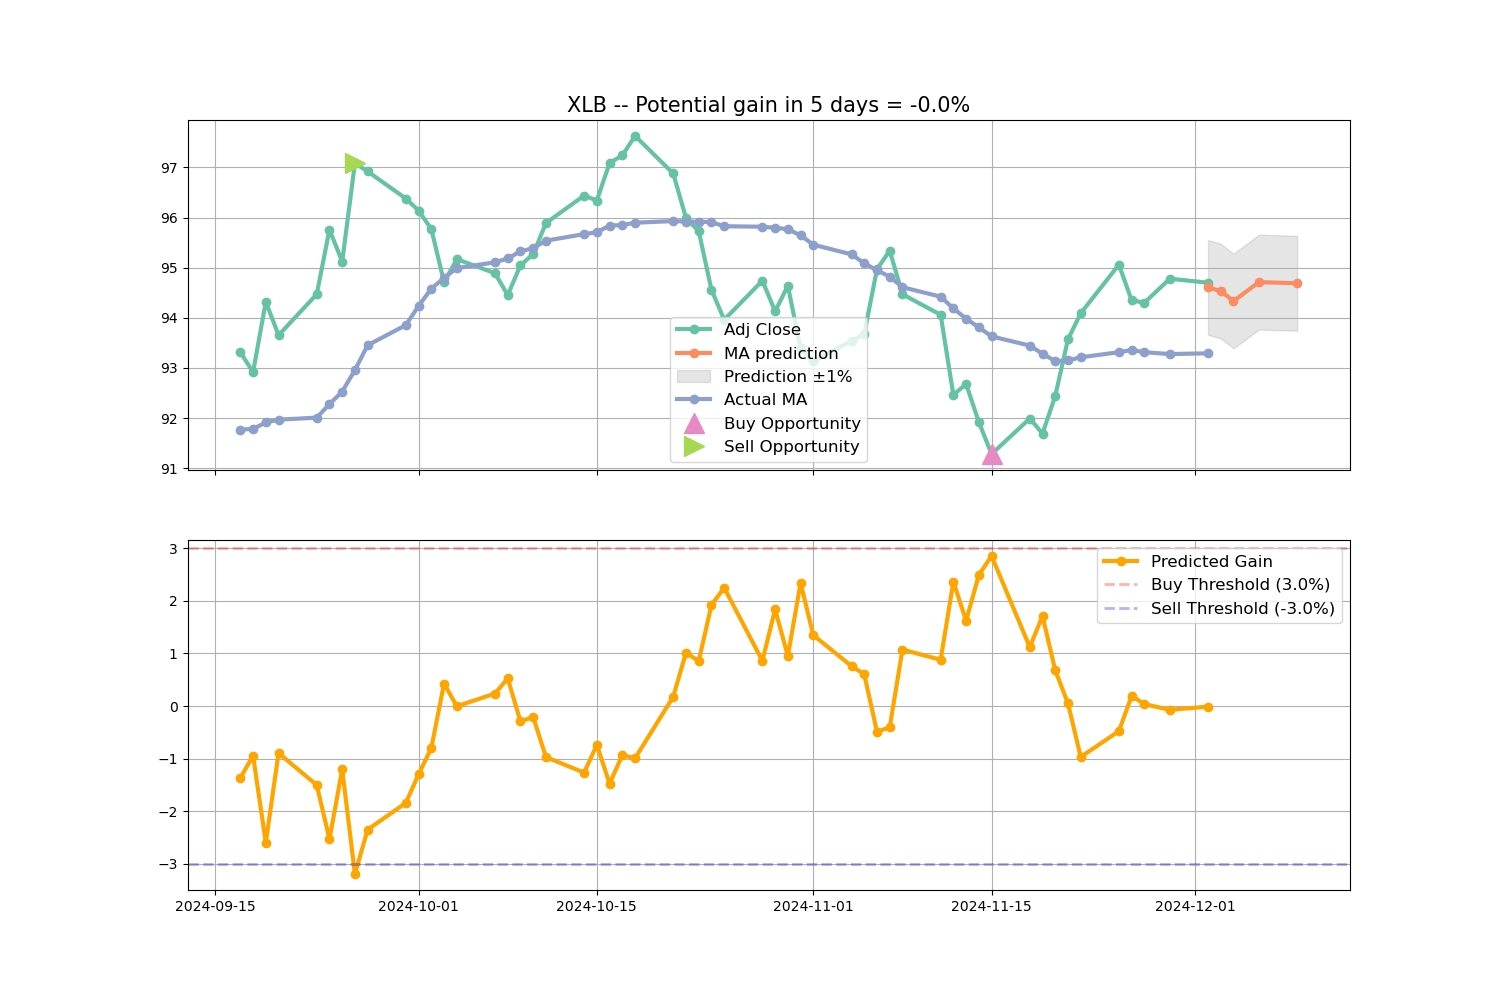 XLB -- Potential gain in 5 days = -0.0%
97
96
95
94
93
92
91
Adj Close
MA prediction
Prediction ±1%
Actual MA
Buy Opportunity
Sell Opportunity
3
2
1
0
−1
−2
−3
Predicted Gain
Buy Threshold (3.0%)
Sell Threshold (-3.0%)
2024-09-15
2024-10-01
2024-10-15
2024-11-01
2024-11-15
2024-12-01